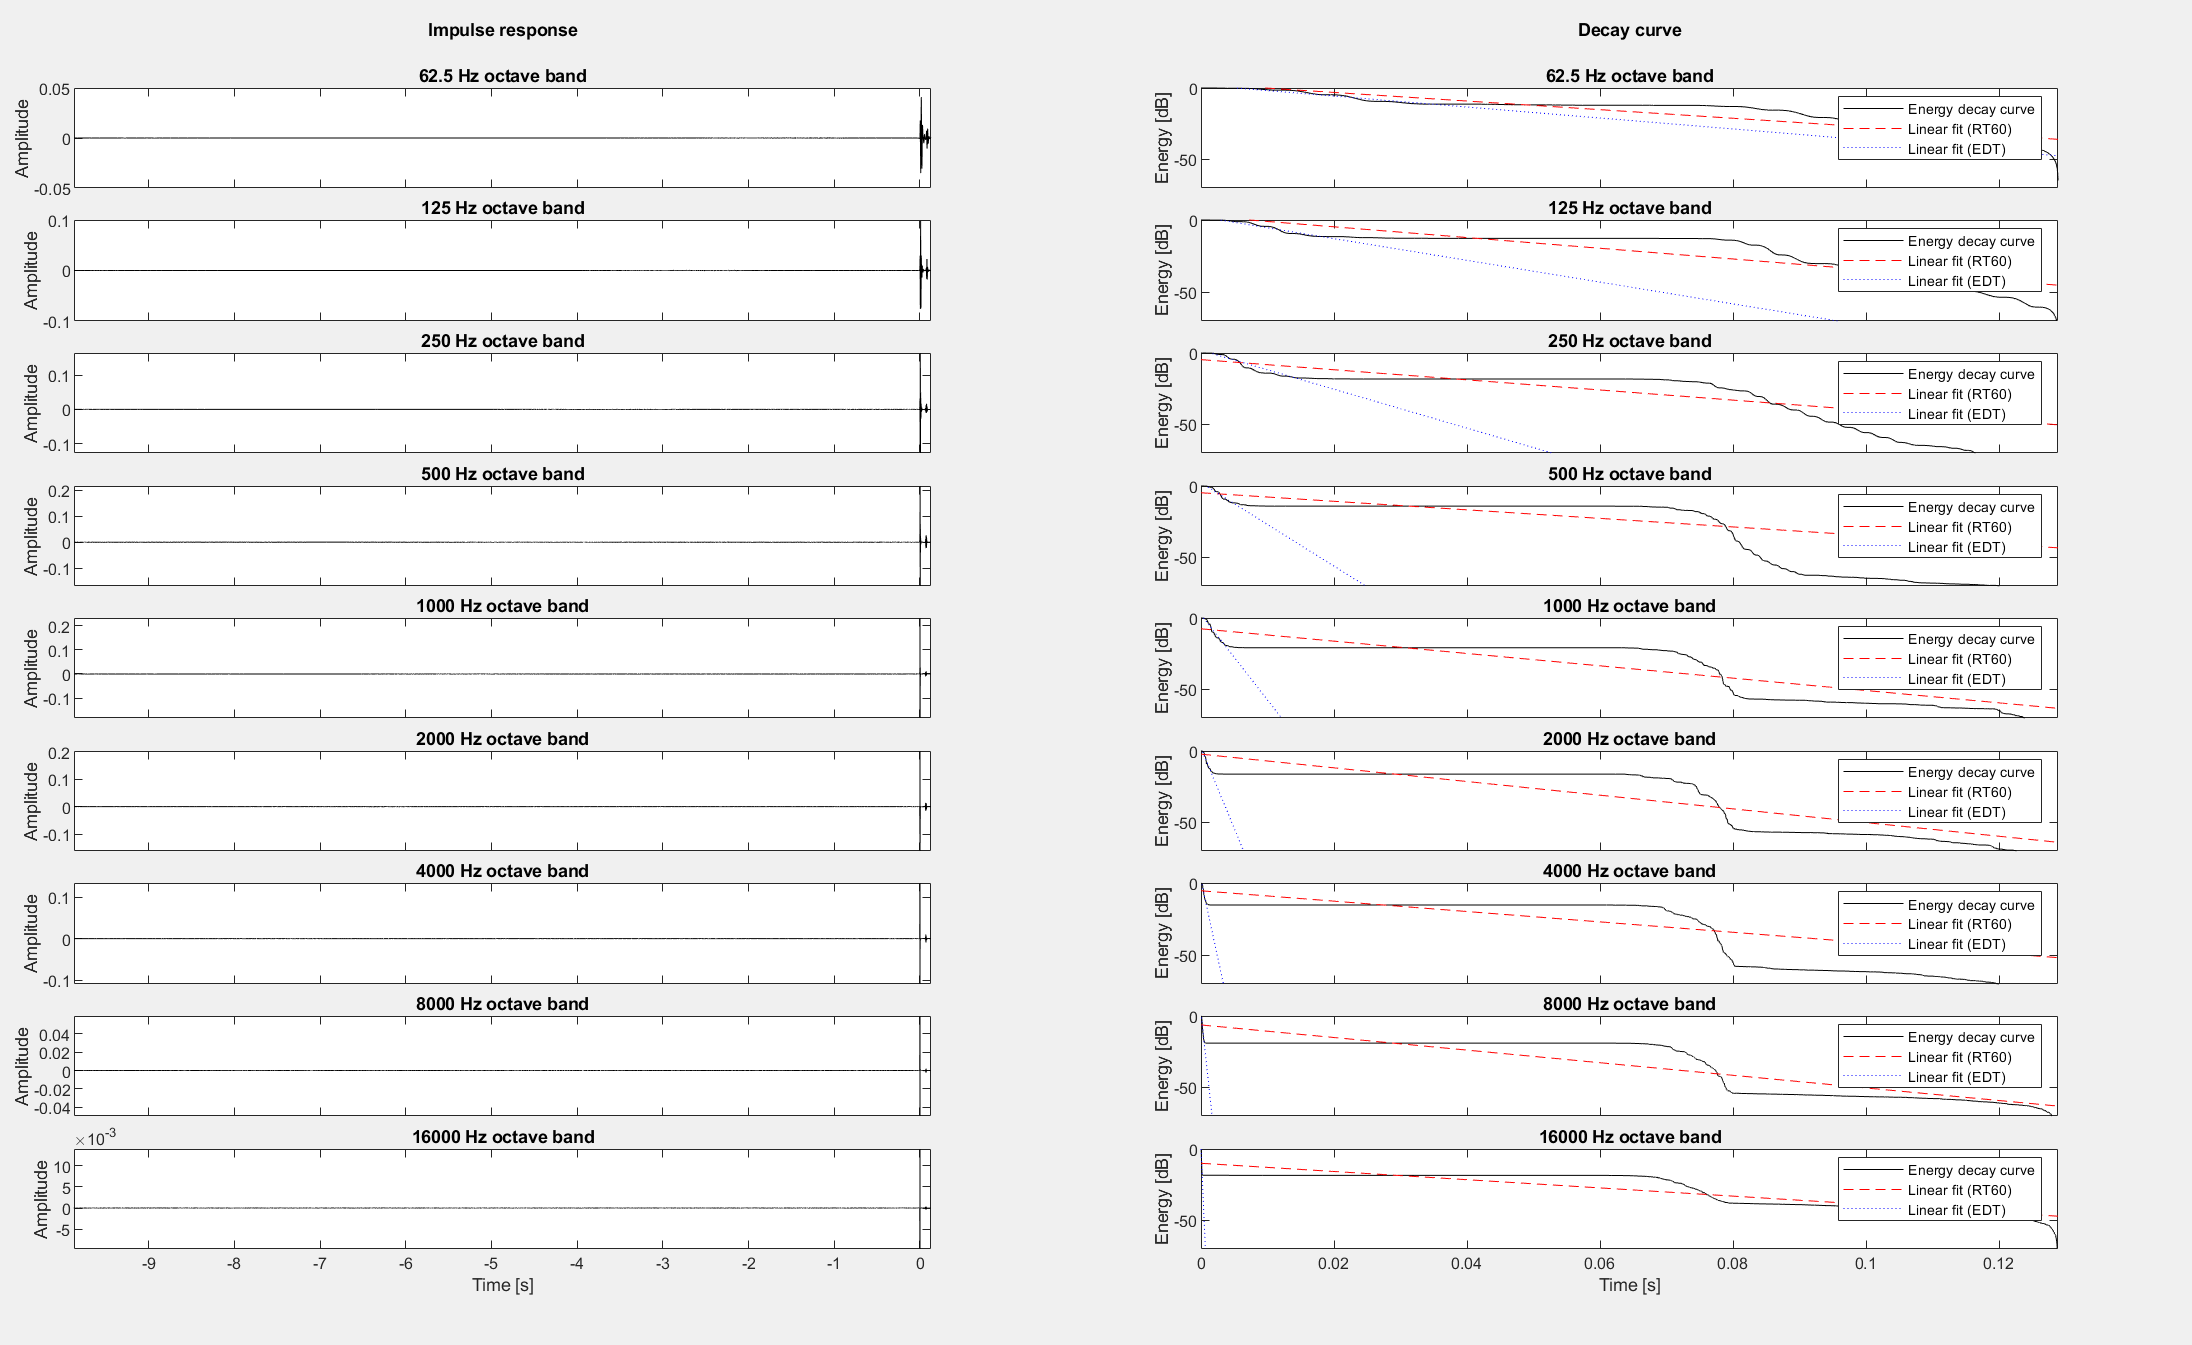 Impulse response
62.5 Hz octave band
Amplitude
0.05
0
-0.05
125 Hz octave band
Amplitude
0.1
0
-0.1
250 Hz octave band
Amplitude
0.1
0
-0.1
500 Hz octave band
Amplitude
0.2
0.1
0
-0.1
1000 Hz octave band
Amplitude
0.2
0.1
0
-0.1
2000 Hz octave band
Amplitude
0.2
0.1
0
-0.1
4000 Hz octave band
Amplitude
0.1
0
-0.1
8000 Hz octave band
Amplitude
0.04
0.02
0
-0.02
-0.04
16000 Hz octave band
×10-3
Amplitude
10
5
0
-5
-9 -8 -7 -6 -5 -4 -3 -2 -1 0
Time [s]
Decay curve
62.5 Hz octave band
Energy [dB]
0
-50
Energy decay curve
Linear fit (RT60)
Linear fit (EDT)
125 Hz octave band
Energy [dB]
0
-50
Energy decay curve
Linear fit (RT60)
Linear fit (EDT)
250 Hz octave band
Energy [dB]
0
-50
Energy decay curve
Linear fit (RT60)
Linear fit (EDT)
500 Hz octave band
Energy [dB]
0
-50
Energy decay curve
Linear fit (RT60)
Linear fit (EDT)
1000 Hz octave band
Energy [dB]
0
-50
Energy decay curve
Linear fit (RT60)
Linear fit (EDT)
2000 Hz octave band
Energy [dB]
0
-50
Energy decay curve
Linear fit (RT60)
Linear fit (EDT)
4000 Hz octave band
Energy [dB]
0
-50
Energy decay curve
Linear fit (RT60)
Linear fit (EDT)
8000 Hz octave band
Energy [dB]
0
-50
Energy decay curve
Linear fit (RT60)
Linear fit (EDT)
16000 Hz octave band
Energy [dB]
0
-50
Energy decay curve
Linear fit (RT60)
Linear fit (EDT)
0 0.02 0.04 0.06 0.08 0.1 0.12
Time [s]